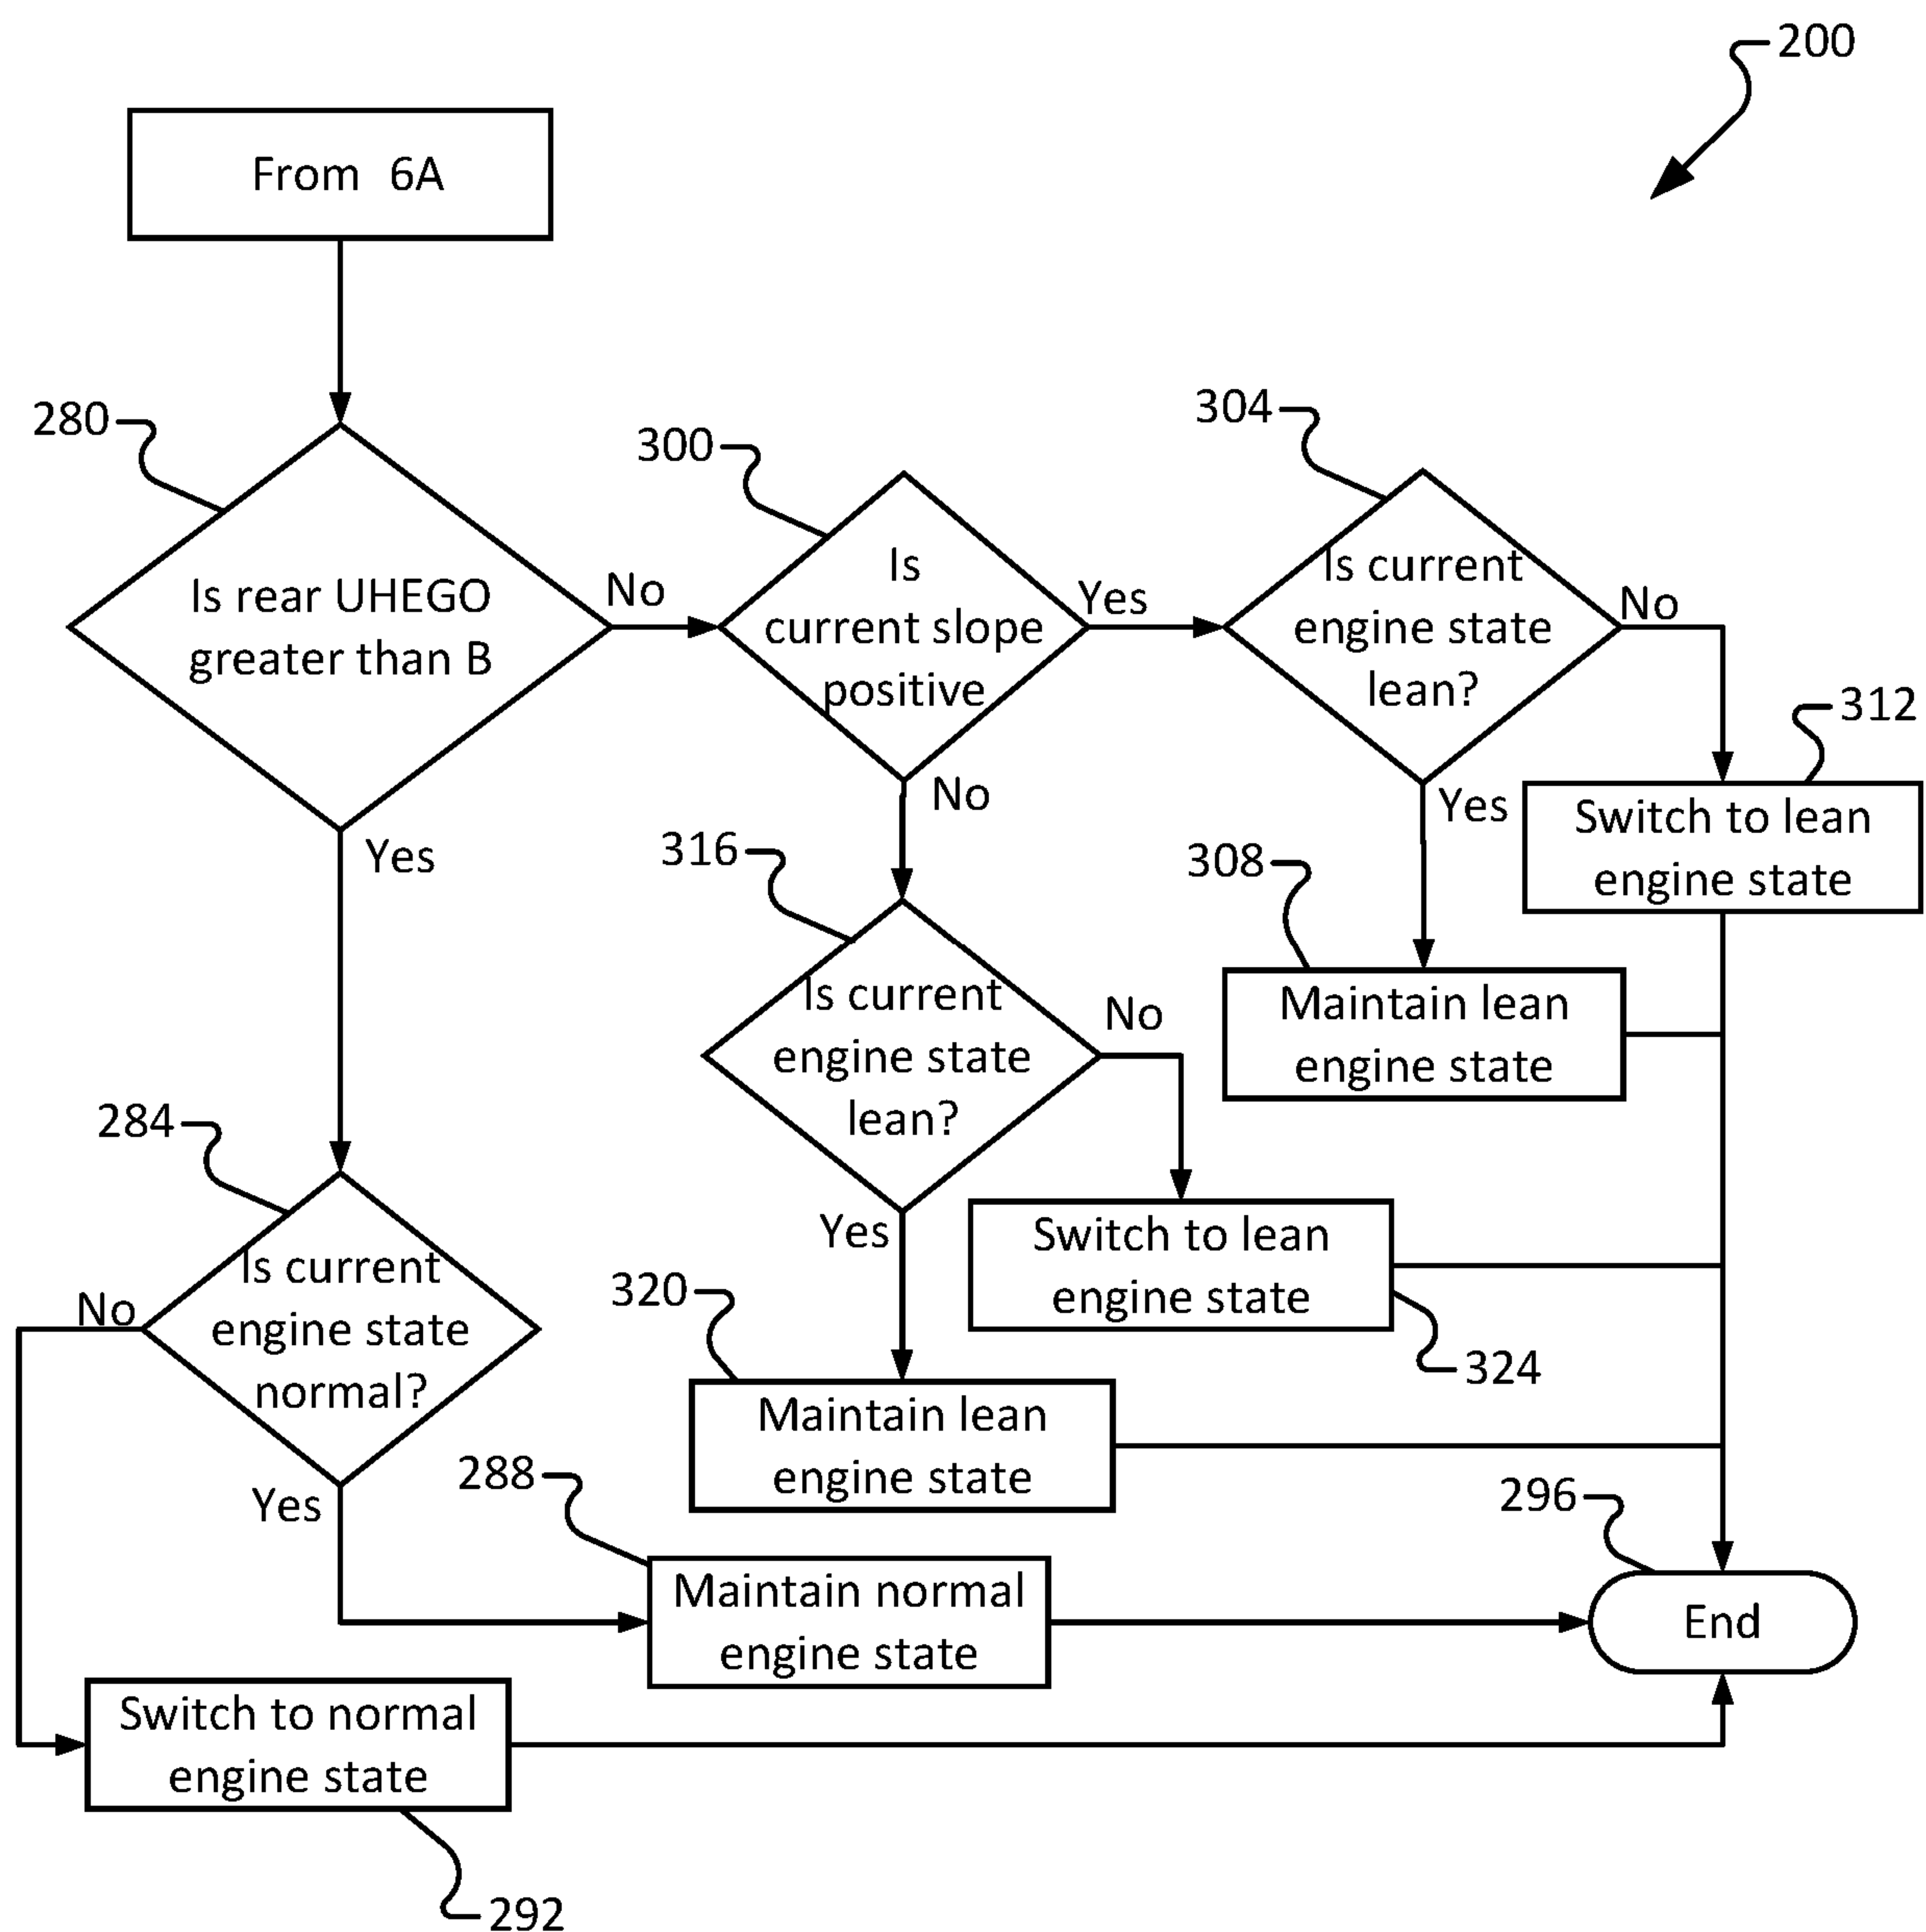 200
From 6A
280
Is rear UHEGO
greater than B
No
Yes
300
Is
current slope
positive
Yes
No
304
Is current
engine state
lean?
No
Yes
312
Switch to lean
engine state
308
Maintain lean
engine state
316
Is current
engine state
lean?
No
Yes
324
Switch to lean
engine state
320
Maintain lean
engine state
284
Is current
engine state
normal?
No
Yes
288
Maintain normal
engine state
296
End
Switch to normal
engine state
292